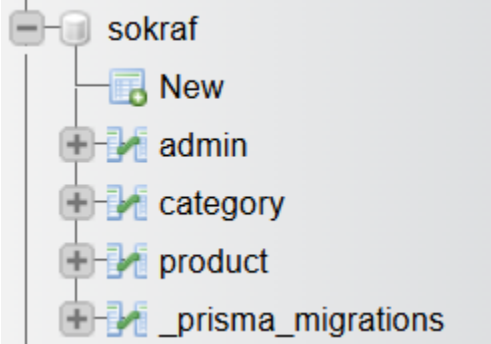 sokraf
New
admin
category
product
_prisma_migrations